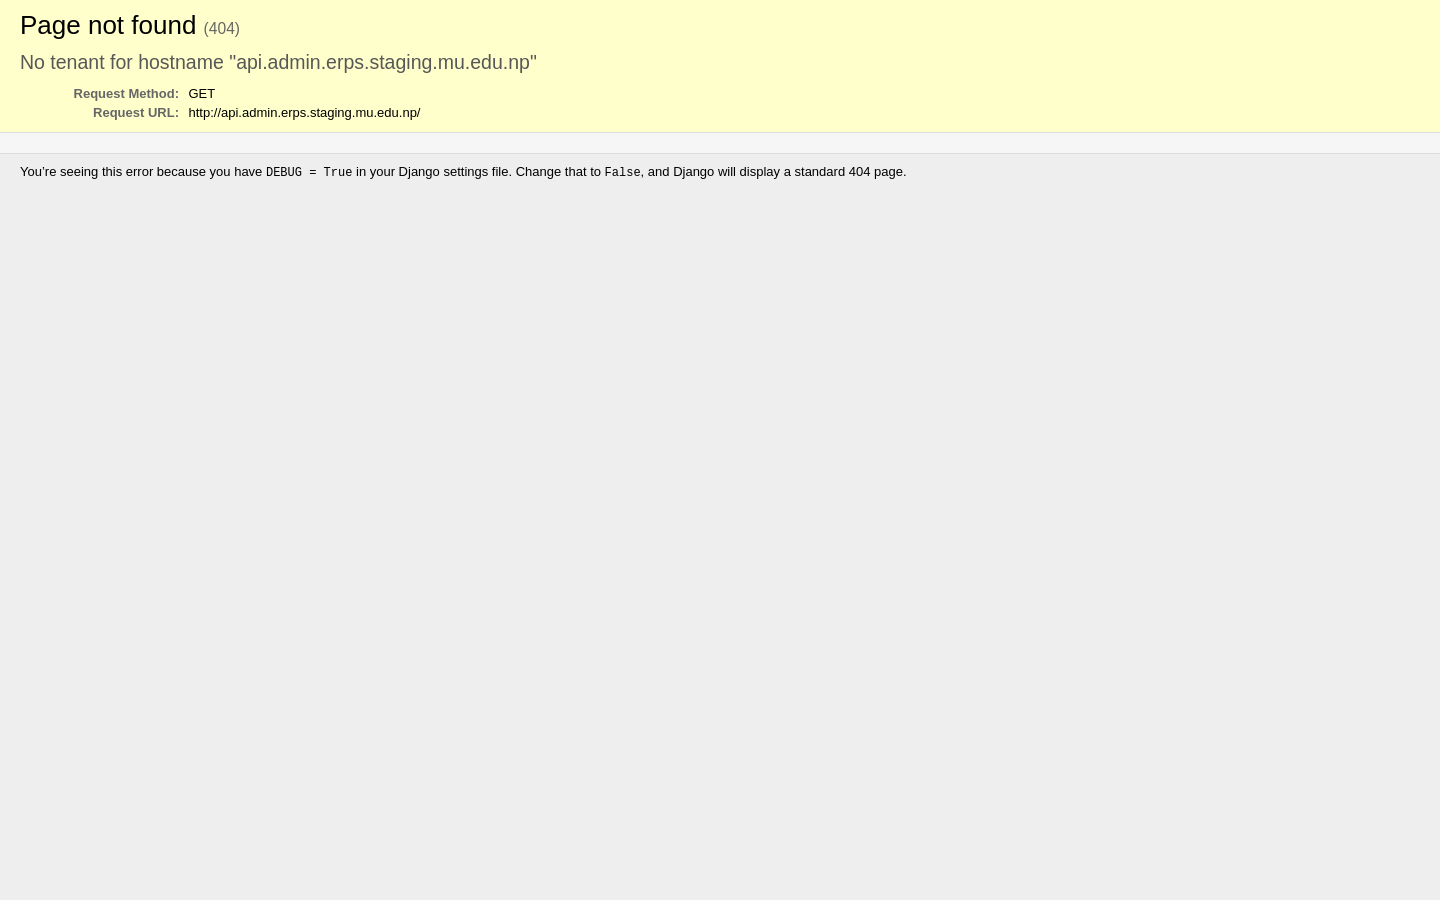 Page not found (404)
No tenant for hostname "api.admin.erps.staging.mu.edu.np"
Request Method: GET
Request URL: http://api.admin.erps.staging.mu.edu.np/
You’re seeing this error because you have DEBUG = True in your Django settings file. Change that to False, and Django will display a standard 404 page.